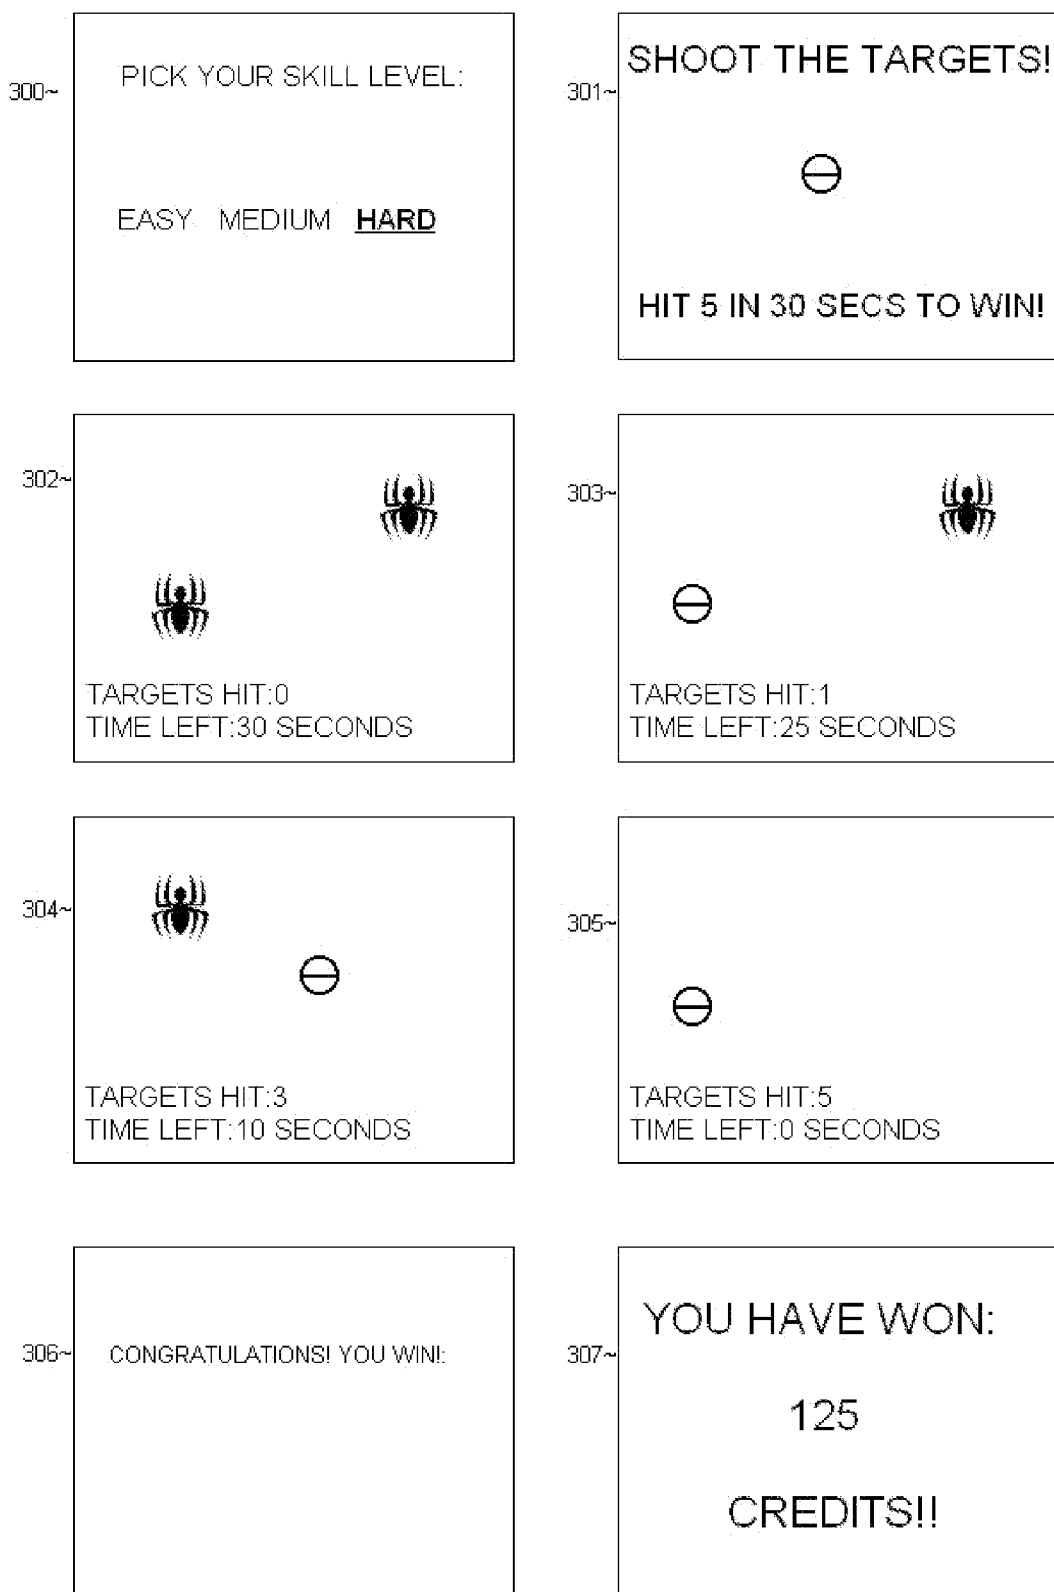 300~
PICK YOUR SKILL LEVEL:
EASY MEDIUM HARD
301~
SHOOT THE TARGETS!
HIT 5 IN 30 SECS TO WIN!
302~
TARGETS HIT:0
TIME LEFT:30 SECONDS
303~
TARGETS HIT:1
TIME LEFT:25 SECONDS
304~
TARGETS HIT:3
TIME LEFT:10 SECONDS
305~
TARGETS HIT:5
TIME LEFT:0 SECONDS
306~
CONGRATULATIONS! YOU WIN!:
307~
YOU HAVE WON:
125
CREDITS!!